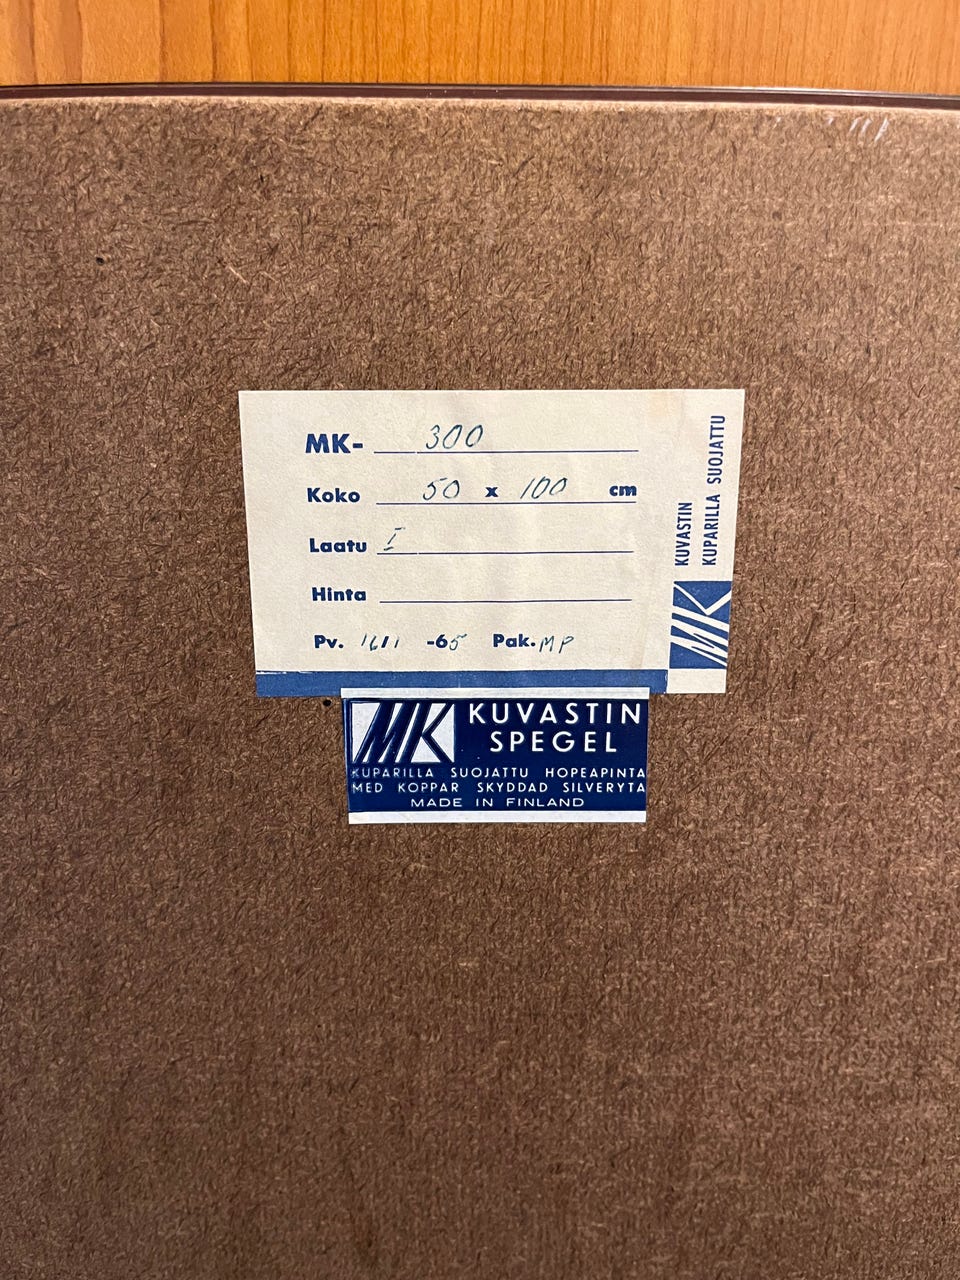 MK- 300
Koko 50 x 100 cm
Laatu I
Hinta
Pv. 16/1 -65 Pak. MP
KUVASTIN
KUPARILLA SUOJATTU
MK
MK KUVASTIN
SPEGEL
KUPARILLA SUOJATTU HOPEAPINTA
MED KOPPAR SKYDDAD SILVERYTA
MADE IN FINLAND